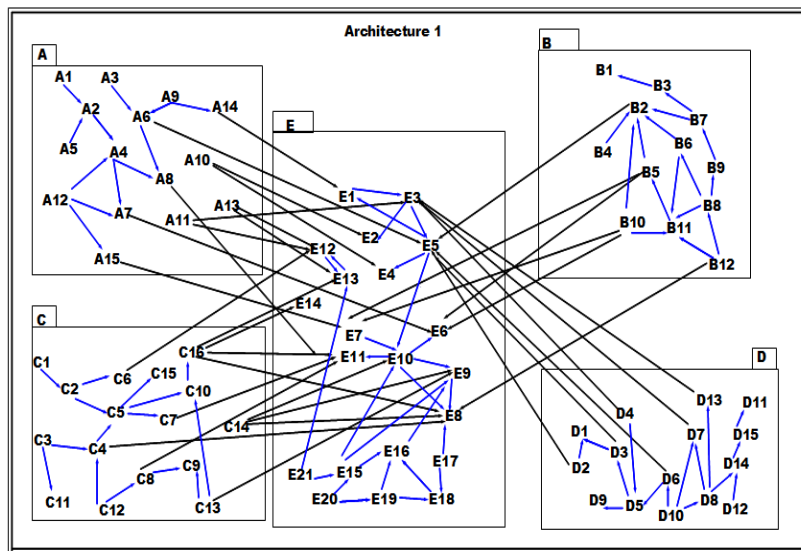 Architecture 1
A
A1
A3
A9
A14
A2
A6
A5
A4
A10
A8
A12
A7
A13
A11
A15
B
B1
B3
B2
B7
B6
B4
B5
B9
B8
B10
B11
B12
E
E1
E3
E2
E5
E12
E4
E13
E14
E7
E6
E11
E10
E9
E8
E16
E17
E21
E15
E20
E19
E18
C
C1
C16
C15
C6
C2
C10
C5
C7
C14
C3
C4
C8
C9
C11
C12
C13
D
D13
D11
D4
D1
D7
D15
D3
D2
D6
D14
D9
D5
D8
D10
D12